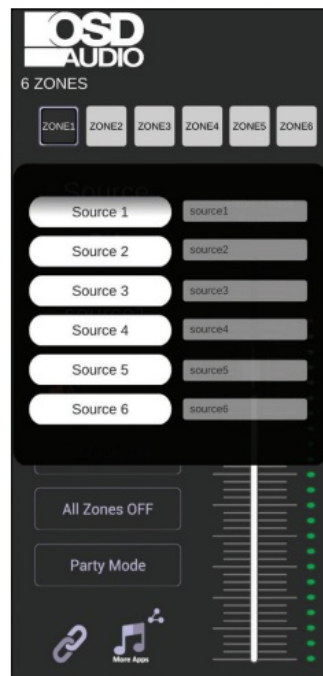 OSD
AUDIO
6 ZONES
ZONE1 ZONE2 ZONE3 ZONE4 ZONE5 ZONE6
Source
Source 1 source1
Source 2 source2
Source 3 source3
Source 4 source4
Source 5 source5
Source 6 source6
All Zones OFF
Party Mode
More Apps